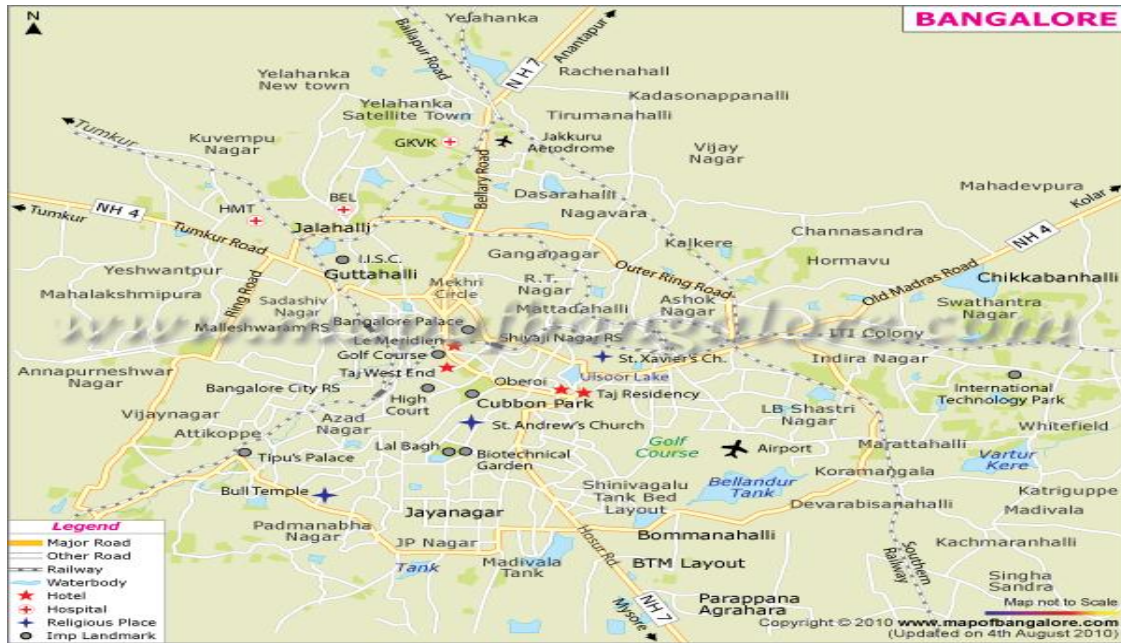 BANGALORE
N
Yelahanka
Ballapur Road
Anantapur
NH 7
Rachenahall
Yelahanka
New town
Kadasonappanalli
Yelahanka
Satellite Town
Tirumanahalli
Tumkur
Kuvempu
Nagar
GKVK
Jakkuru
Aerodrome
Vijay
Nagar
Bellary Road
Dasarahalli
Mahadevpura
BEL
HMT
NH 4
Tumkur
Nagavara
Kolar
Jalahalli
Tumkur Road
Channasandra
Kalkere
NH 4
I.I.S.C.
Ganganagar
Hormavu
Yeshwantpur
Guttahalli
Outer Ring Road
Old Madras Road
Chikkabanhalli
Mekhri
Circle
R.T.
Nagar
Mahalakshmipura
Ring Road
Sadashiv
Nagar
Ashok
Nagar
Swathantra
Nagar
Mattadahalli
Malleshwaram RS
Bangalore Palace
Shivaji Nagar RS
ITI Colony
Le Meridien
Golf Course
St. Xavier's Ch.
Indira Nagar
Annapurneshwar
Nagar
Taj West End
Oberoi
Ulsoor Lake
Bangalore City RS
High
Court
Cubbon Park
Taj Residency
International
Technology Park
Vijaynagar
Azad
Nagar
LB Shastri
Nagar
St. Andrew's Church
Whitefield
Attikoppe
Lal Bagh
Golf
Course
Airport
Marattahalli
Tipu's Palace
Biotechnical
Garden
Vartur
Kere
Koramangala
Bull Temple
Shinivagalu
Tank Bed
Layout
Bellandur
Tank
Katriguppe
Devarabisanahalli
Jayanagar
Madivala
Padmanabha
Nagar
Bommanahalli
JP Nagar
Hosur Rd
Kachmaranhalli
Tank
Madivala
Tank
BTM Layout
Southern
Railway
Singha
Sandra
Parappana
Agrahara
NH 7
Mysore
Legend
Major Road
Other Road
Railway
Waterbody
Hotel
Hospital
Religious Place
Imp Landmark
Map not to Scale
Copyright © 2010 www.mapofbangalore.com
(Updated on 4th August 2010)